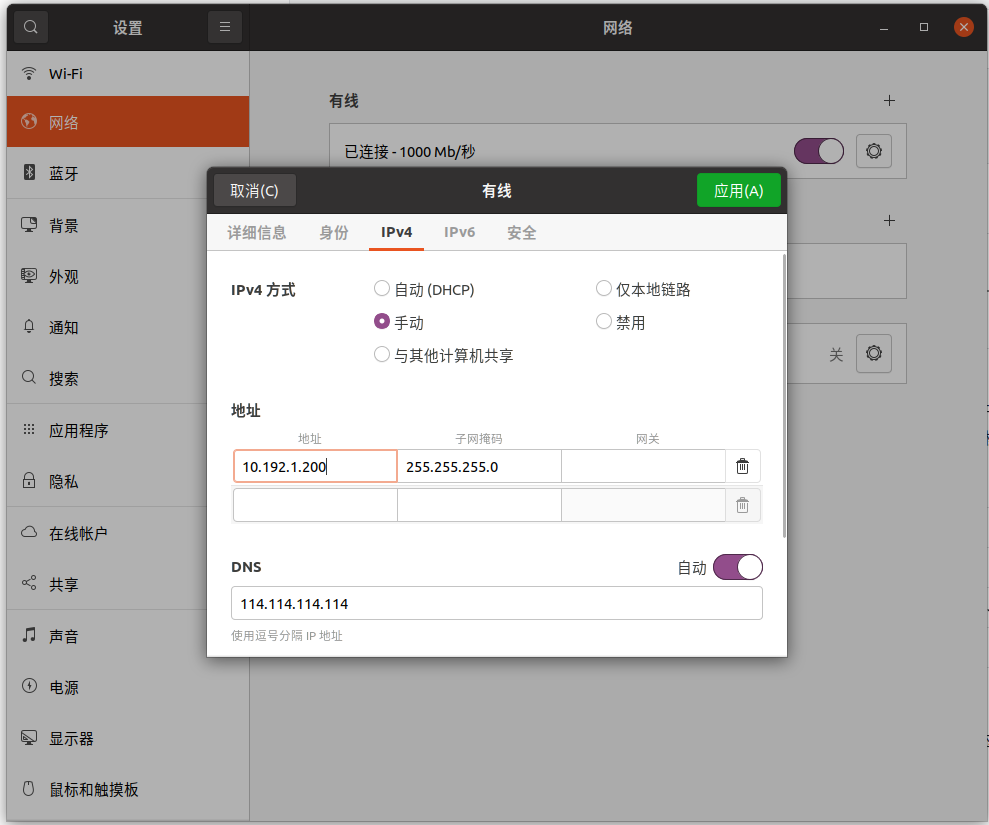 设置
网络
Wi-Fi
网络
蓝牙
背景
外观
通知
搜索
应用程序
隐私
在线帐户
共享
声音
电源
显示器
鼠标和触摸板
有线
已连接 - 1000 Mb/秒
关
取消(C)
有线
应用(A)
详细信息 身份 IPv4 IPv6 安全
IPv4 方式
自动 (DHCP)
仅本地链路
手动
禁用
与其他计算机共享
地址
地址 子网掩码 网关
10.192.1.200 255.255.255.0
DNS
自动
114.114.114.114
使用逗号分隔 IP 地址